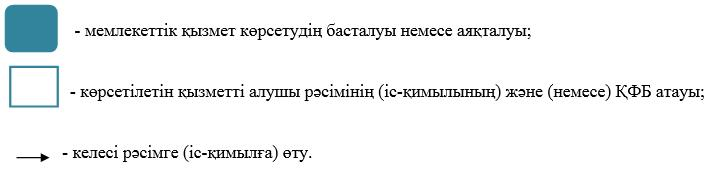 - мемлекеттік қызмет көрсетудің басталуы немесе аяқталуы;
- көрсетілетін қызметті алушы рәсімінің (іс-қимылының) және (немесе) ҚФБ атауы;
- келесі рәсімге (іс-қимылға) өту.